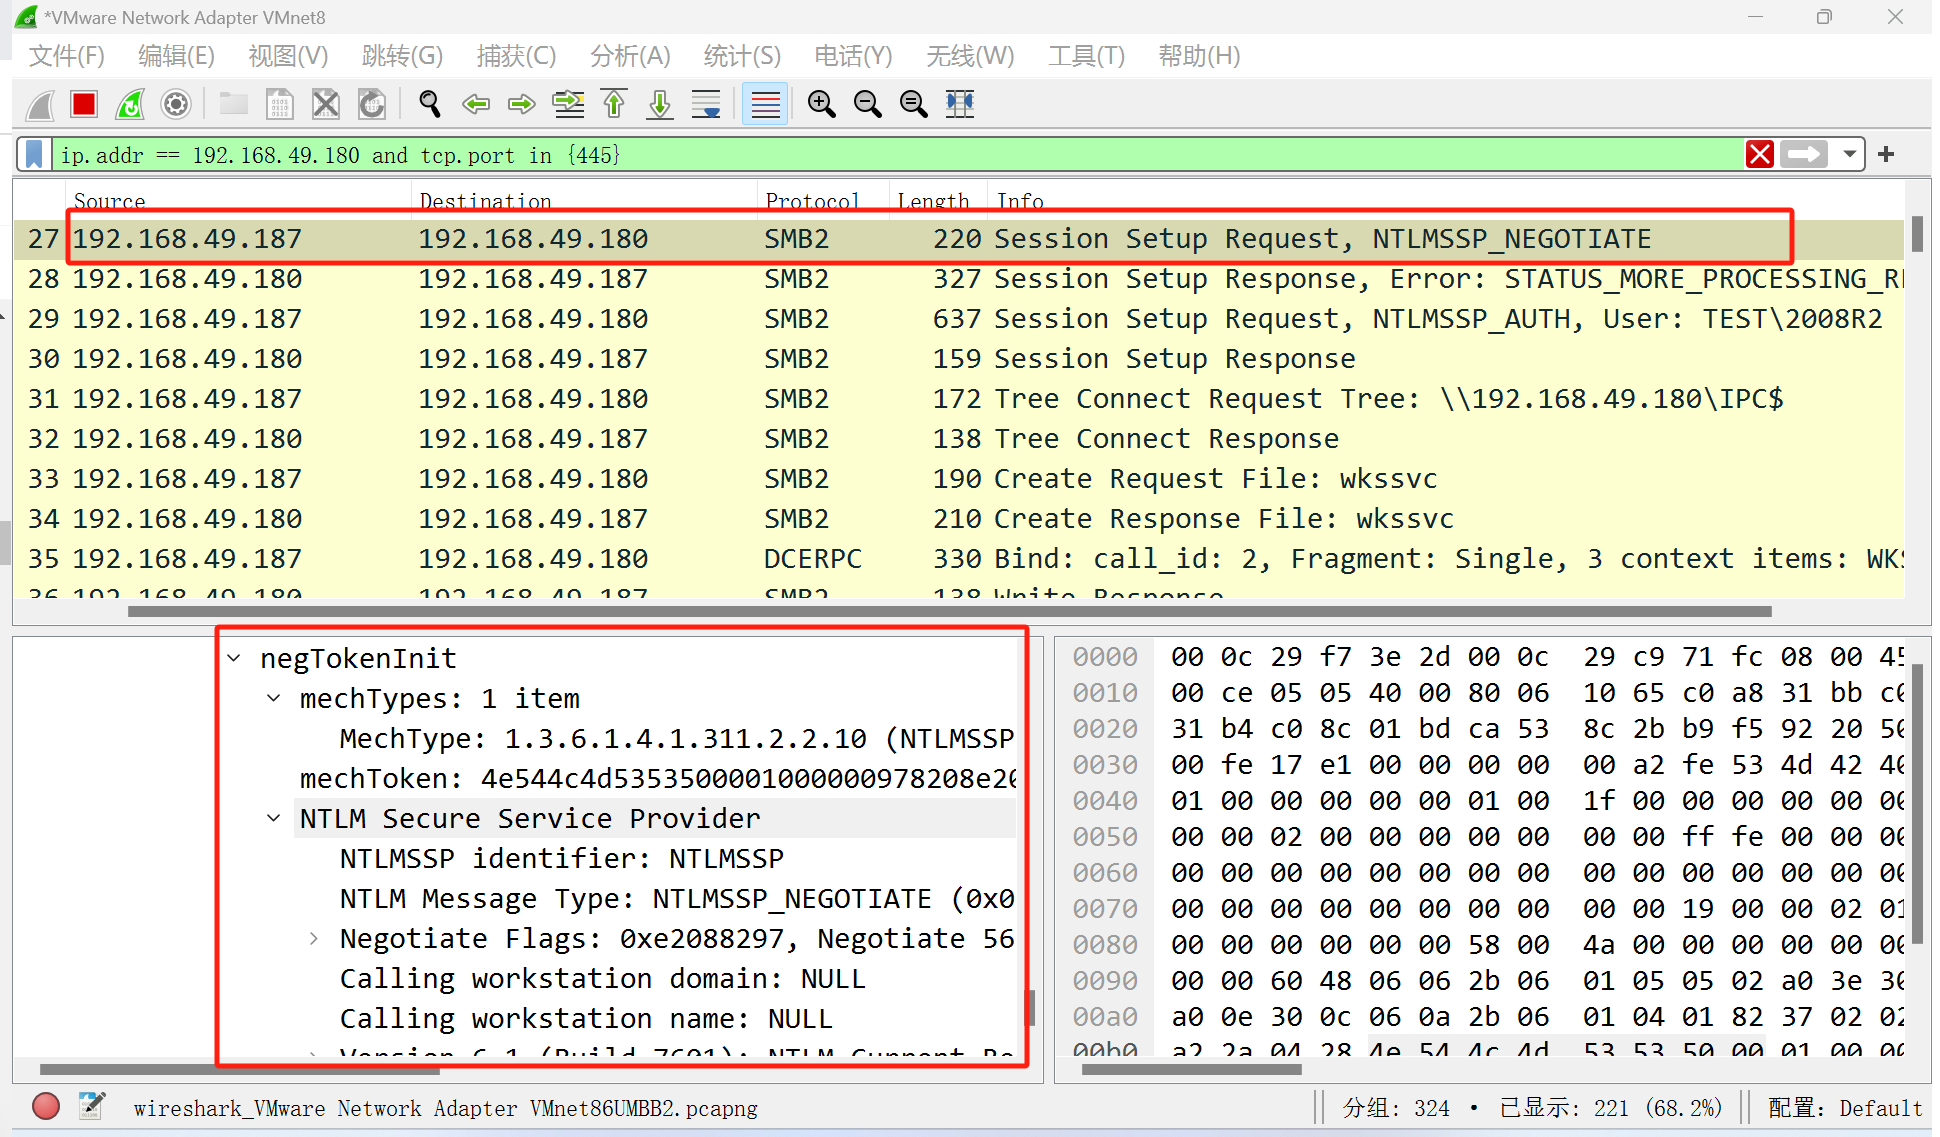 *VMware Network Adapter VMnet8
文件(F) 编辑(E) 视图(V) 跳转(G) 捕获(C) 分析(A) 统计(S) 电话(Y) 无线(W) 工具(T) 帮助(H)
ip.addr == 192.168.49.180 and tcp.port in {445}
Source Destination Protocol Length Info
27 192.168.49.187 192.168.49.180 SMB2 220 Session Setup Request, NTLMSSP_NEGOTIATE
28 192.168.49.180 192.168.49.187 SMB2 327 Session Setup Response, Error: STATUS_MORE_PROCESSING_R
29 192.168.49.187 192.168.49.180 SMB2 637 Session Setup Request, NTLMSSP_AUTH, User: TEST\2008R2
30 192.168.49.180 192.168.49.187 SMB2 159 Session Setup Response
31 192.168.49.187 192.168.49.180 SMB2 172 Tree Connect Request Tree: \\192.168.49.180\IPC$
32 192.168.49.180 192.168.49.187 SMB2 138 Tree Connect Response
33 192.168.49.187 192.168.49.180 SMB2 190 Create Request File: wkssvc
34 192.168.49.180 192.168.49.187 SMB2 210 Create Response File: wkssvc
35 192.168.49.187 192.168.49.180 DCERPC 330 Bind: call_id: 2, Fragment: Single, 3 context items: WK
36 192.168.49.180 192.168.49.187 SMB2 138 Write Response
negTokenInit
mechTypes: 1 item
MechType: 1.3.6.1.4.1.311.2.2.10 (NTLMSSP
mechToken: 4e544c4d5353500001000000978208e20
NTLM Secure Service Provider
NTLMSSP identifier: NTLMSSP
NTLM Message Type: NTLMSSP_NEGOTIATE (0x0
Negotiate Flags: 0xe2088297, Negotiate 56
Calling workstation domain: NULL
Calling workstation name: NULL
Version 6.1 (Build 7601); NTLM Current Re
0000 00 0c 29 f7 3e 2d 00 0c 29 c9 71 fc 08 00 45
0010 00 ce 05 05 40 00 80 06 10 65 c0 a8 31 bb c0
0020 31 b4 c0 8c 01 bd ca 53 8c 2b b9 f5 92 20 50
0030 00 fe 17 e1 00 00 00 00 00 a2 fe 53 4d 42 40
0040 01 00 00 00 00 00 01 00 1f 00 00 00 00 00 00
0050 00 00 02 00 00 00 00 00 00 00 ff fe 00 00 00
0060 00 00 00 00 00 00 00 00 00 00 00 00 00 00 00
0070 00 00 00 00 00 00 00 00 00 00 19 00 00 02 01
0080 00 00 00 00 00 00 58 00 4a 00 00 00 00 00 00
0090 00 00 60 48 06 06 2b 06 01 05 05 02 a0 3e 30
00a0 a0 0e 30 0c 06 0a 2b 06 01 04 01 82 37 02 02
00b0 a2 2a 04 28 4e 54 4c 4d 53 53 50 00 01 00 00
wireshark_VMware Network Adapter VMnet86UMBB2.pcapng
分组: 324 • 已显示: 221 (68.2%)
配置: Default